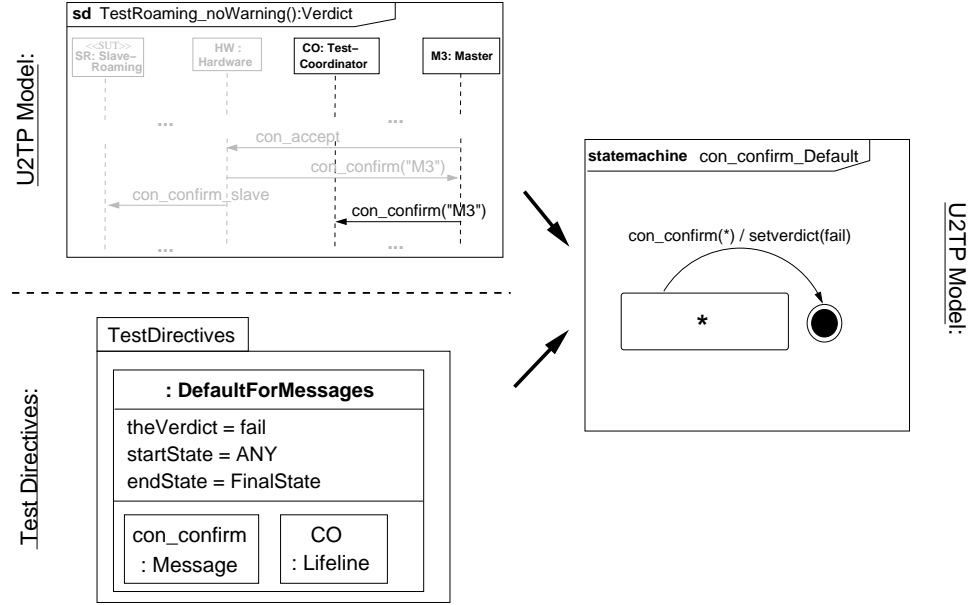 U2TP Model:
sd TestRoaming_noWarning():Verdict
<<SUT>>
SR: Slave–
Roaming
HW :
Hardware
CO: Test–
Coordinator
M3: Master
...
...
con_accept
con_confirm("M3")
con_confirm_slave
con_confirm("M3")
...
...
Test Directives:
TestDirectives
: DefaultForMessages
theVerdict = fail
startState = ANY
endState = FinalState
con_confirm
: Message
CO
: Lifeline
statemachine con_confirm_Default
con_confirm(*) / setverdict(fail)
*
U2TP Model: